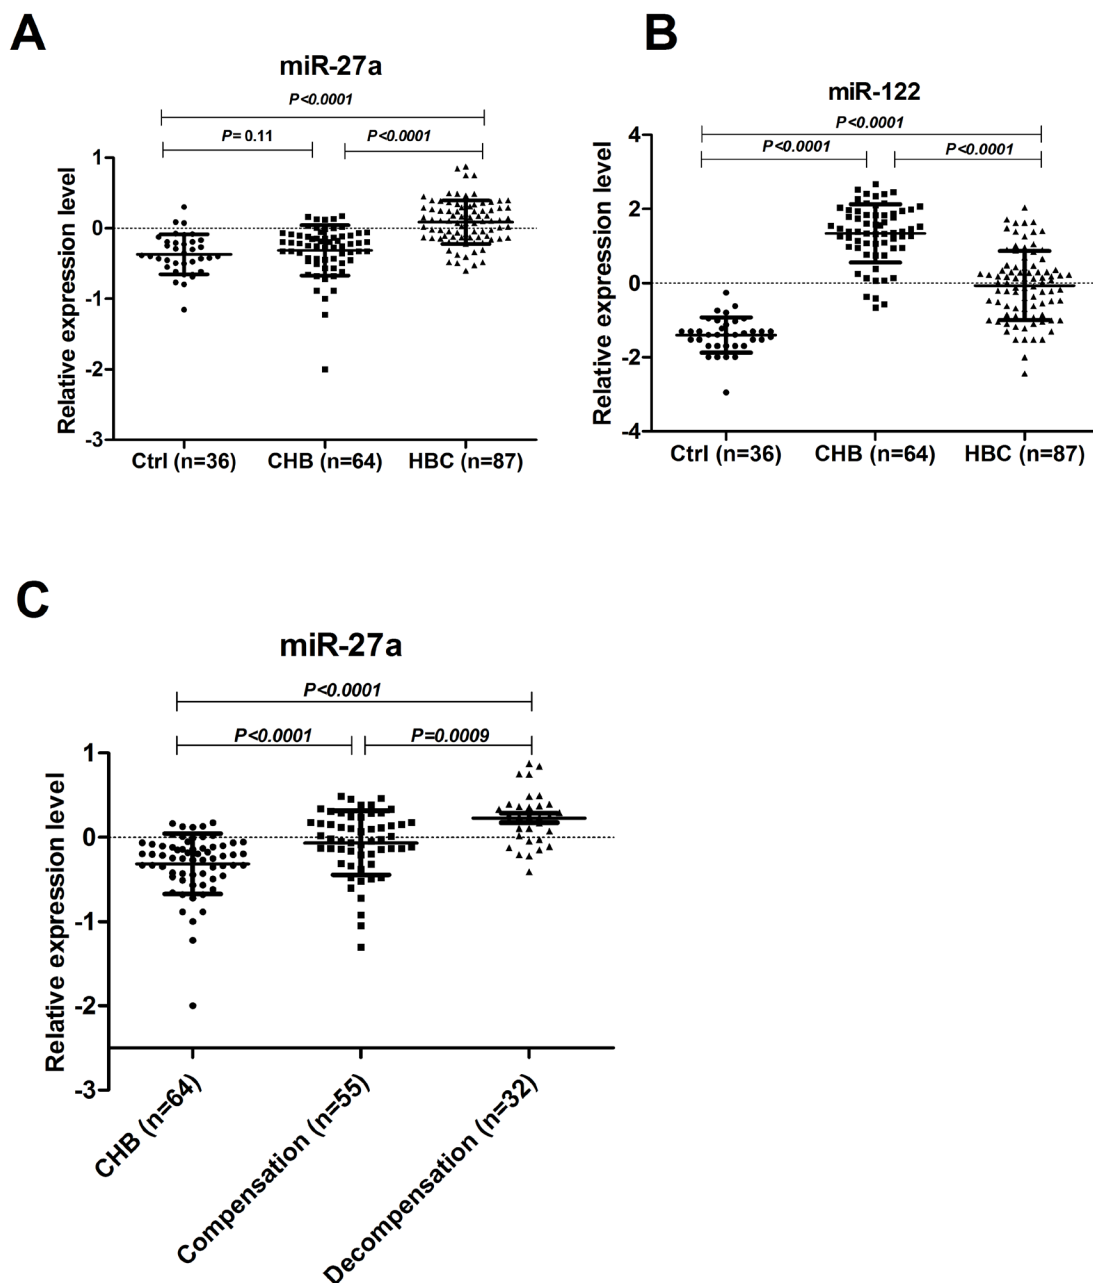 A
miR-27a
P<0.0001
P= 0.11
P<0.0001
Relative expression level
1
0
-1
-2
-3
Ctrl (n=36)
CHB (n=64)
HBC (n=87)
B
miR-122
P<0.0001
P<0.0001
P<0.0001
Relative expression level
4
2
0
-2
-4
Ctrl (n=36)
CHB (n=64)
HBC (n=87)
C
miR-27a
P<0.0001
P<0.0001
P=0.0009
Relative expression level
1
0
-1
-2
-3
CHB (n=64)
Compensation (n=55)
Decompensation (n=32)